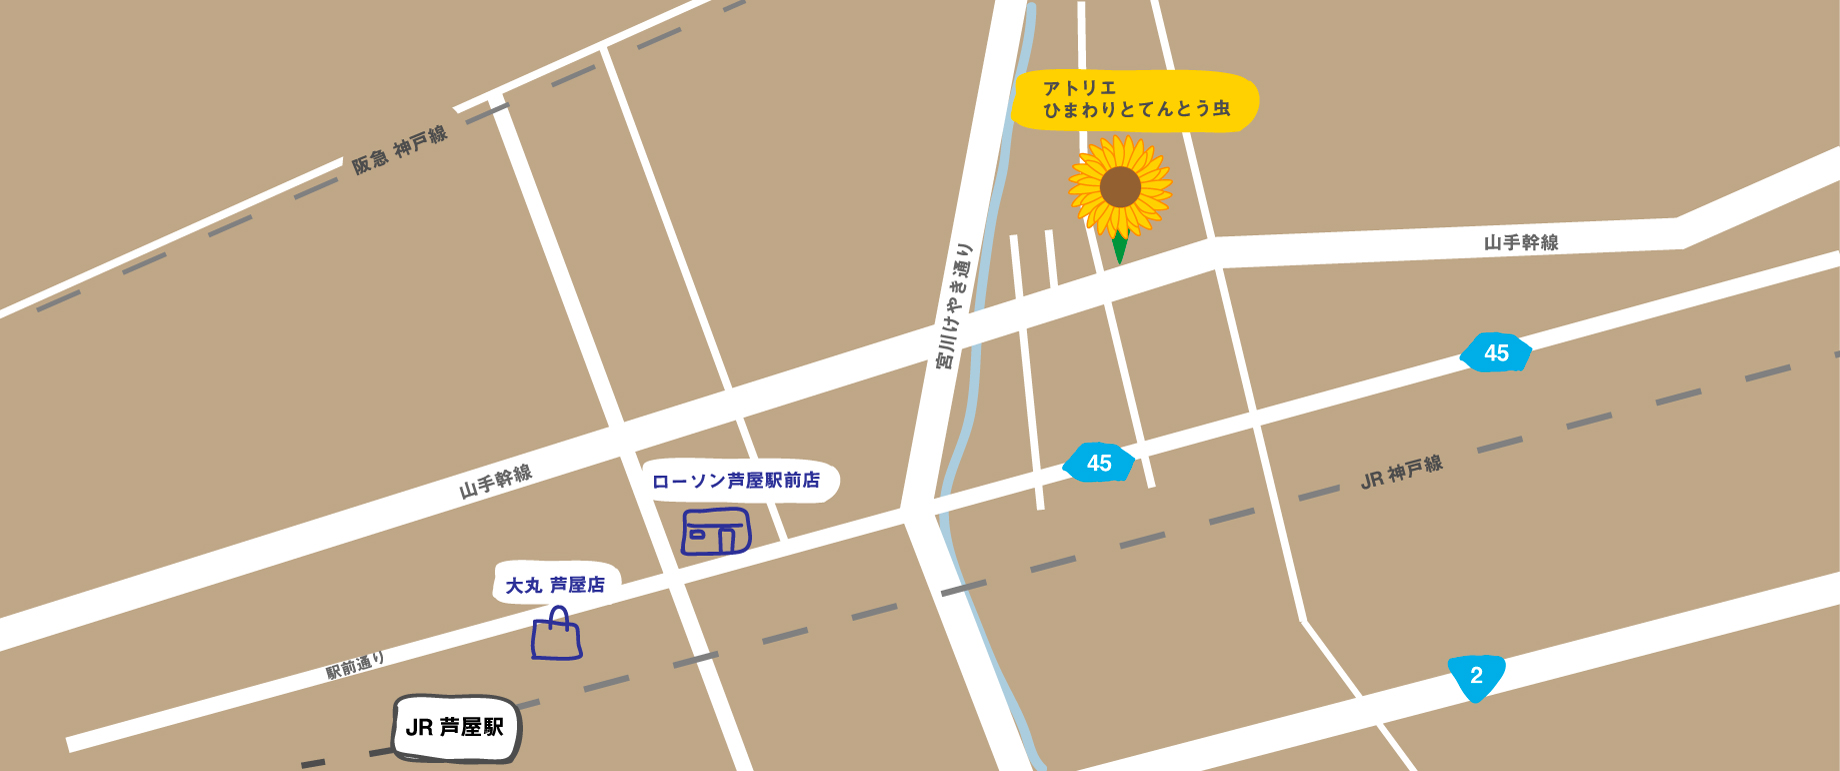 アトリエ
ひまわりとてんとう虫
阪急 神戸線
山手幹線
宮川けやき通り
45
45
JR 神戸線
山手幹線
ローソン芦屋駅前店
大丸 芦屋店
駅前通り
2
JR 芦屋駅